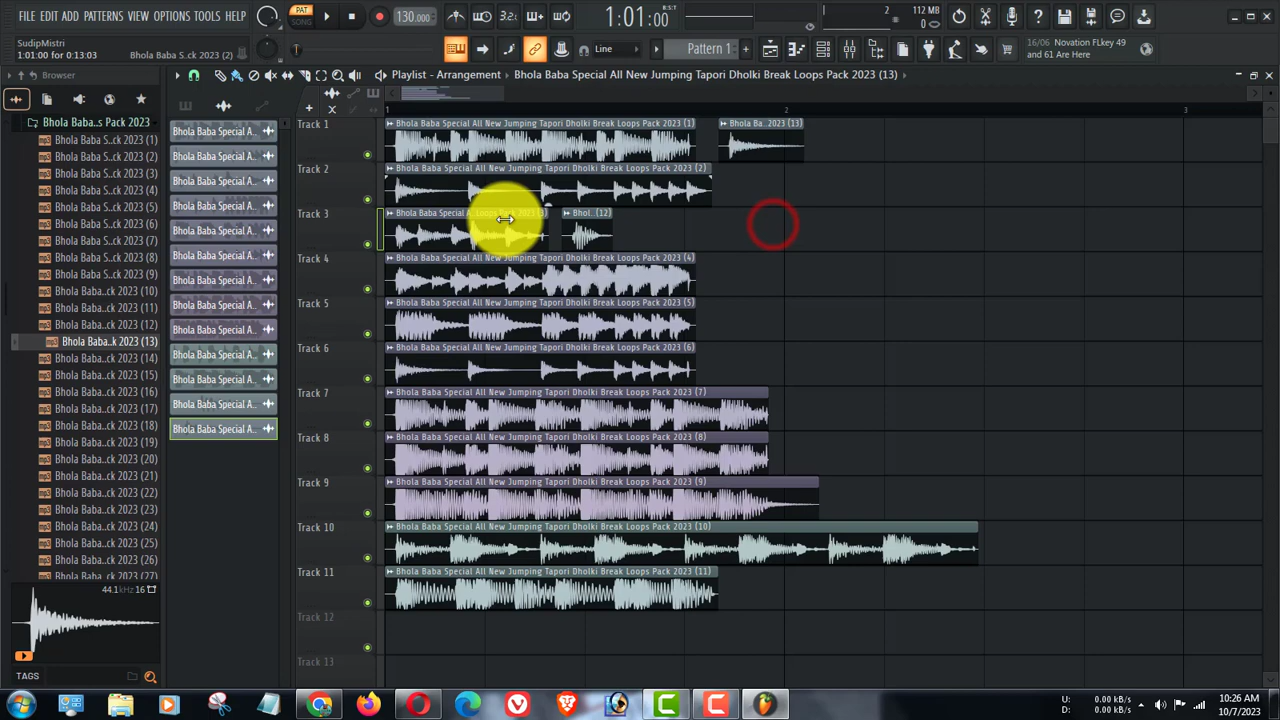 FILE EDIT ADD PATTERNS VIEW OPTIONS TOOLS HELP
PAT
SONG
130.000
3.2
1:01:00
2
112 MB
0
SudipMistri
1:01:00 for 0:13:03
Bhola Baba S..ck 2023 (2)
Line
Pattern 1
16/06 Novation FLkey 49
and 61 Are Here
Browser
Playlist - Arrangement
Bhola Baba Special All New Jumping Tapori Dholki Break Loops Pack 2023 (13)
Bhola Baba..s Pack 2023
Bhola Baba S..ck 2023 (1)
Bhola Baba S..ck 2023 (2)
Bhola Baba S..ck 2023 (3)
Bhola Baba S..ck 2023 (4)
Bhola Baba S..ck 2023 (5)
Bhola Baba S..ck 2023 (6)
Bhola Baba S..ck 2023 (7)
Bhola Baba S..ck 2023 (8)
Bhola Baba S..ck 2023 (9)
Bhola Baba..ck 2023 (10)
Bhola Baba..ck 2023 (11)
Bhola Baba..ck 2023 (12)
Bhola Baba..k 2023 (13)
Bhola Baba..ck 2023 (14)
Bhola Baba..ck 2023 (15)
Bhola Baba..ck 2023 (16)
Bhola Baba..ck 2023 (17)
Bhola Baba..ck 2023 (18)
Bhola Baba..ck 2023 (19)
Bhola Baba..ck 2023 (20)
Bhola Baba..ck 2023 (21)
Bhola Baba..ck 2023 (22)
Bhola Baba..ck 2023 (23)
Bhola Baba..ck 2023 (24)
Bhola Baba..ck 2023 (25)
Bhola Baba..ck 2023 (26)
Bhola Baba..ck 2023 (27)
44.1kHz 16
TAGS
Bhola Baba Special A..
Bhola Baba Special A..
Bhola Baba Special A..
Bhola Baba Special A..
Bhola Baba Special A..
Bhola Baba Special A..
Bhola Baba Special A..
Bhola Baba Special A..
Bhola Baba Special A..
Bhola Baba Special A..
Bhola Baba Special A..
Bhola Baba Special A..
Bhola Baba Special A..
1 2 3
Track 1
Bhola Baba Special All New Jumping Tapori Dholki Break Loops Pack 2023 (1)
Bhola Ba..2023 (13)
Track 2
Bhola Baba Special All New Jumping Tapori Dholki Break Loops Pack 2023 (2)
Track 3
Bhola Baba Special A..Loops Pack 2023 (3)
Bhol..(12)
Track 4
Bhola Baba Special All New Jumping Tapori Dholki Break Loops Pack 2023 (4)
Track 5
Bhola Baba Special All New Jumping Tapori Dholki Break Loops Pack 2023 (5)
Track 6
Bhola Baba Special All New Jumping Tapori Dholki Break Loops Pack 2023 (6)
Track 7
Bhola Baba Special All New Jumping Tapori Dholki Break Loops Pack 2023 (7)
Track 8
Bhola Baba Special All New Jumping Tapori Dholki Break Loops Pack 2023 (8)
Track 9
Bhola Baba Special All New Jumping Tapori Dholki Break Loops Pack 2023 (9)
Track 10
Bhola Baba Special All New Jumping Tapori Dholki Break Loops Pack 2023 (10)
Track 11
Bhola Baba Special All New Jumping Tapori Dholki Break Loops Pack 2023 (11)
Track 12
Track 13
U: 0.00 kB/s
D: 0.00 kB/s
10:26 AM
10/7/2023